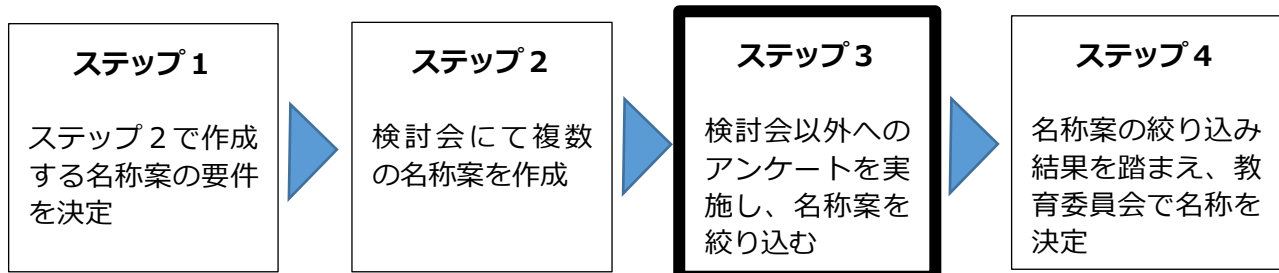 ステップ1
ステップ2で作成
する名称案の要件
を決定
ステップ2
検討会にて複数
の名称案を作成
ステップ3
検討会以外への
アンケートを実
施し、名称案を
絞り込む
ステップ4
名称案の絞り込み
結果を踏まえ、教
育委員会で名称を
決定